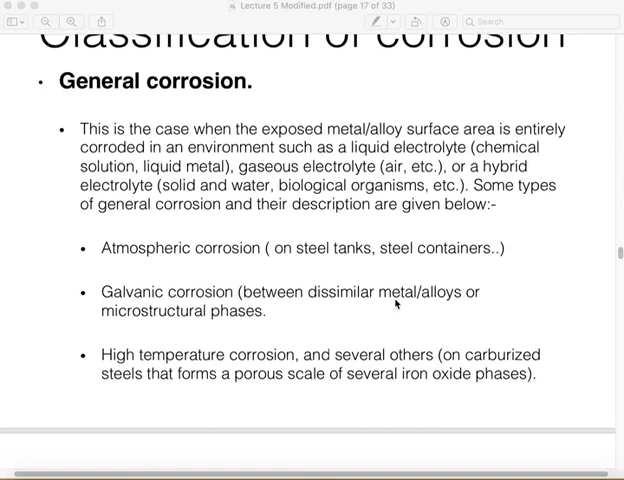 Lecture 5 Modified.pdf (page 17 of 33)
Search
Classification of corrosion
• General corrosion.
• This is the case when the exposed metal/alloy surface area is entirely
corroded in an environment such as a liquid electrolyte (chemical
solution, liquid metal), gaseous electrolyte (air, etc.), or a hybrid
electrolyte (solid and water, biological organisms, etc.). Some types
of general corrosion and their description are given below:-
• Atmospheric corrosion ( on steel tanks, steel containers..)
• Galvanic corrosion (between dissimilar metal/alloys or
microstructural phases.
• High temperature corrosion, and several others (on carburized
steels that forms a porous scale of several iron oxide phases).